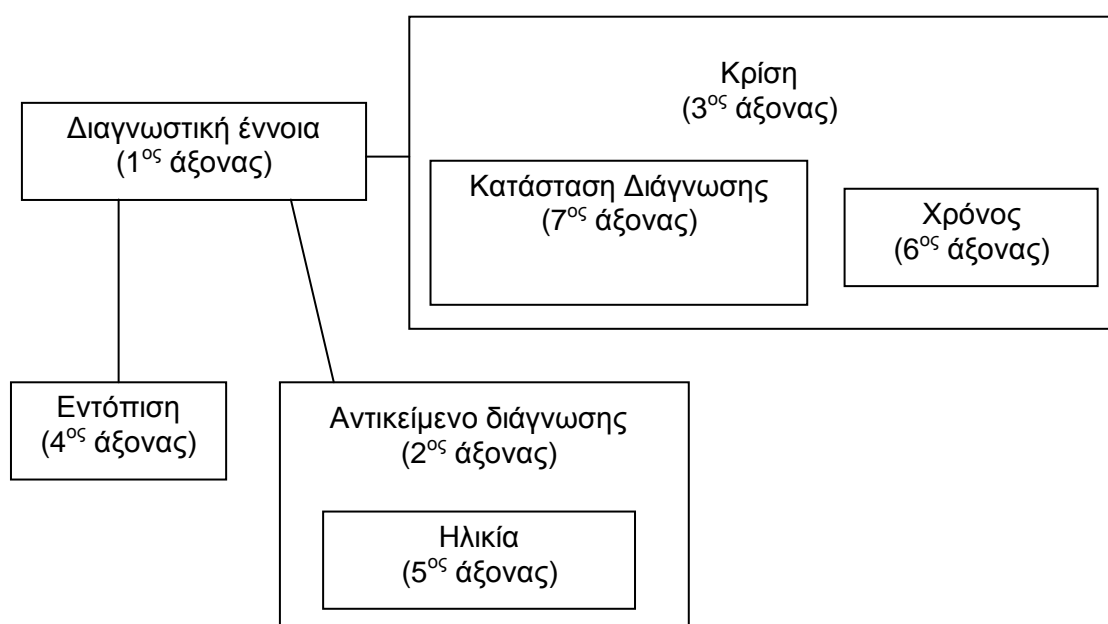 Κρίση
(3ος άξονας)
Διαγνωστική έννοια
(1ος άξονας)
Κατάσταση Διάγνωσης
(7ος άξονας)
Χρόνος
(6ος άξονας)
Εντόπιση
(4ος άξονας)
Αντικείμενο διάγνωσης
(2ος άξονας)
Ηλικία
(5ος άξονας)